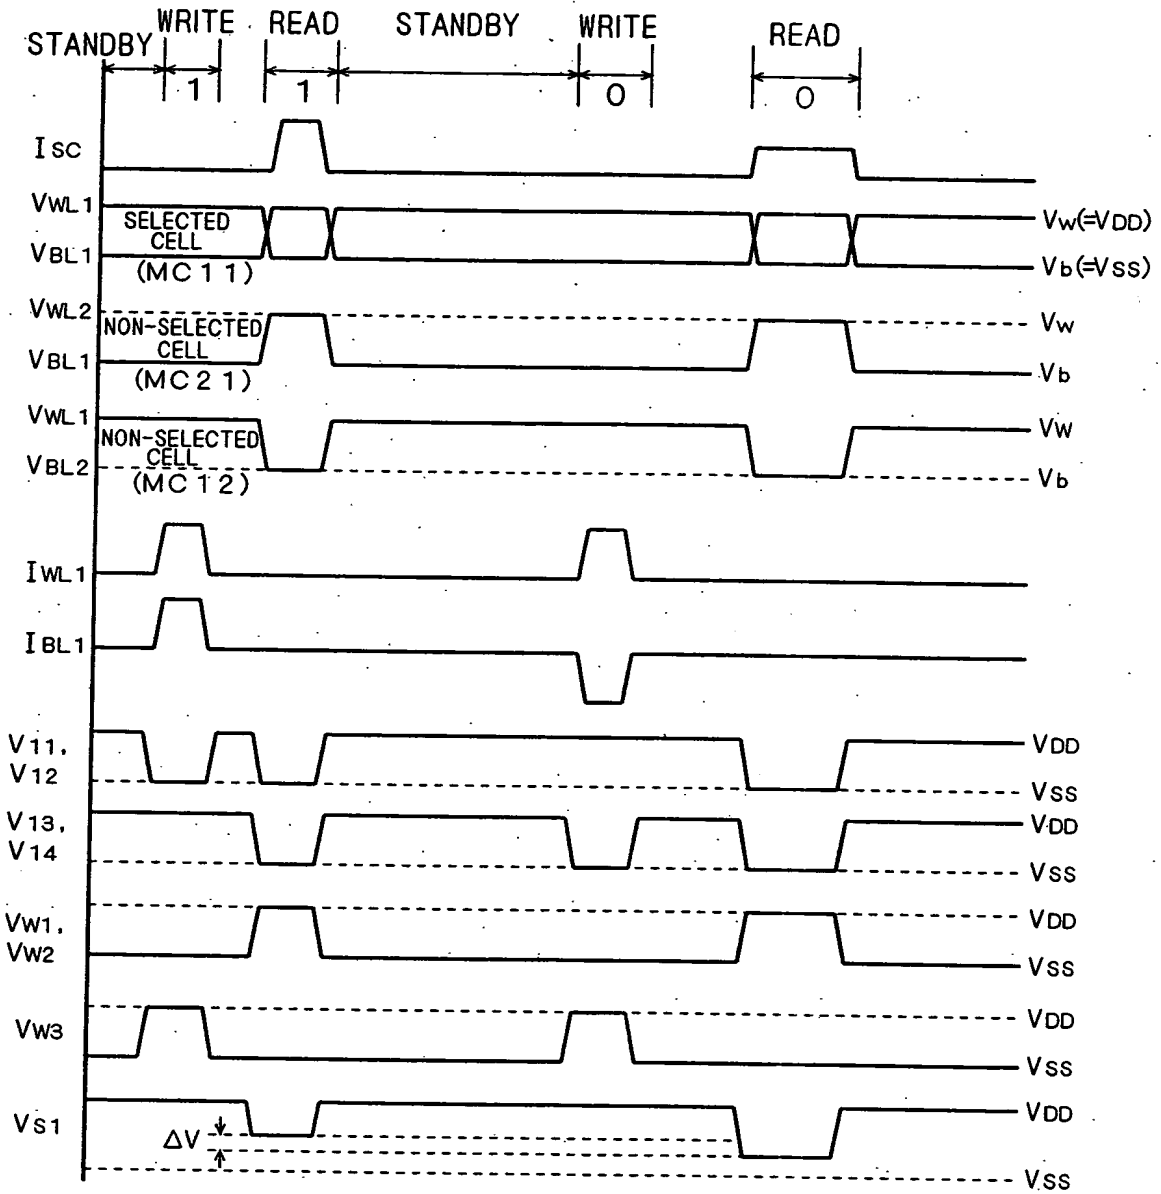 STANDBY WRITE READ STANDBY WRITE READ
1 1 0 0
ISC
VWL1 VW(=VDD)
SELECTED
CELL
VBL1 Vb(=VSS)
(MC11)
VWL2 VW
NON-SELECTED
CELL
VBL1 Vb
(MC21)
VWL1 VW
NON-SELECTED
CELL
VBL2 Vb
(MC12)
IWL1
IBL1
V11, VDD
V12 VSS
V13, VDD
V14 VSS
VW1, VDD
VW2 VSS
VW3 VDD
VSS
VS1 VDD
ΔV
VSS